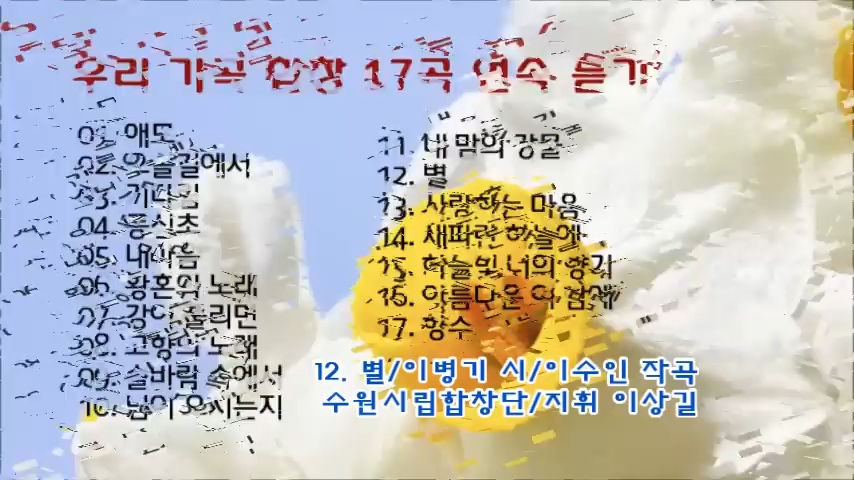 우리 가곡 합창 17곡 연속 듣기
01. 애모
02. 오솔길에서
03. 기다림
04. 동심초
05. 내 마음
06. 황혼의 노래
07. 강이 풀리면
08. 고향의 노래
09. 솔바람 속에서
10. 님이 오시는지
11. 내 맘의 강물
12. 별
13. 사랑하는 마음
14. 새파란 하늘에
15. 하늘빛 너의 향기
16. 아름다운 이 밤에
17. 향수
12. 별/이병기 시/이수인 작곡
수원시립합창단/지휘 이상길